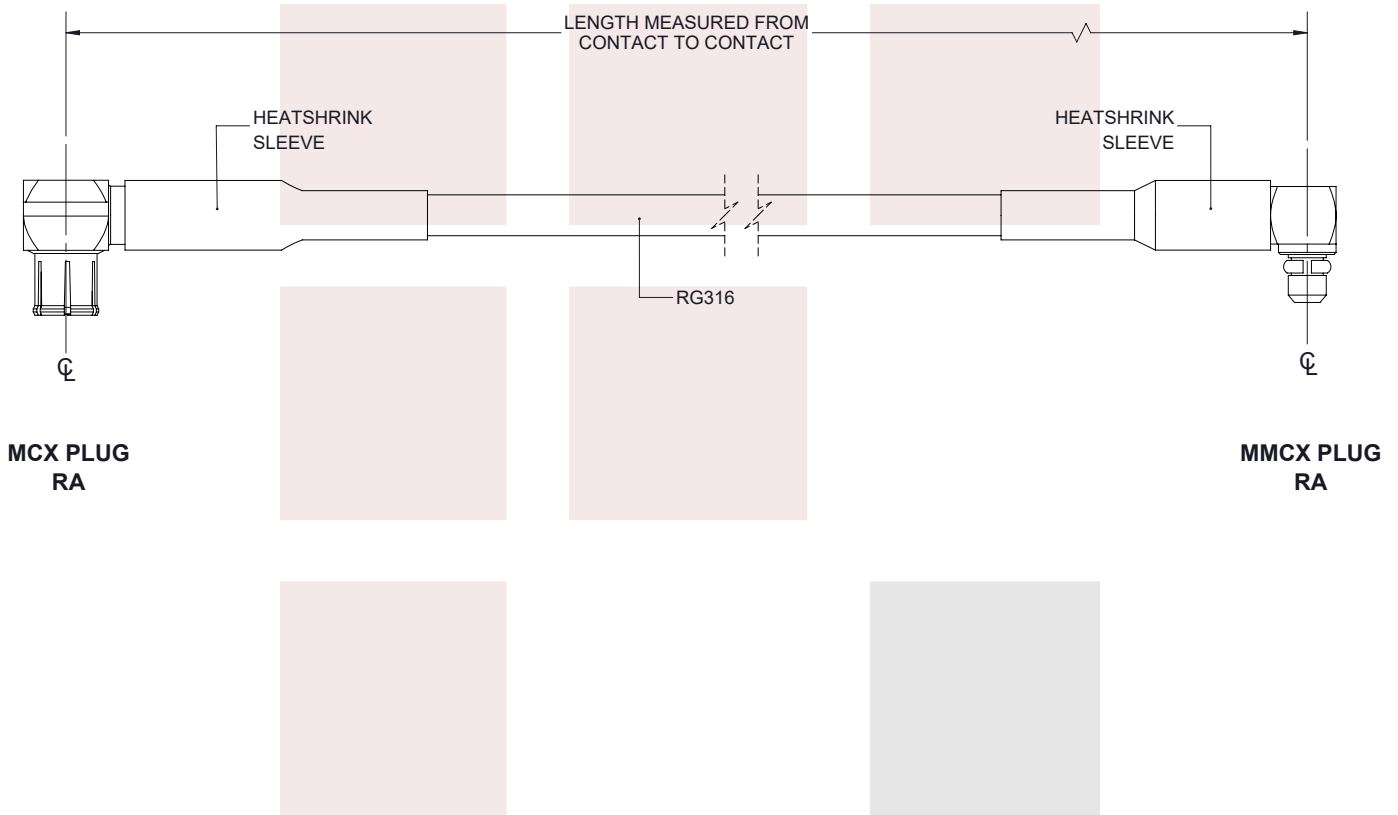 LENGTH MEASURED FROM
CONTACT TO CONTACT
HEATSHRINK
SLEEVE
HEATSHRINK
SLEEVE
RG316
℄
℄
MCX PLUG
RA
MMCX PLUG
RA